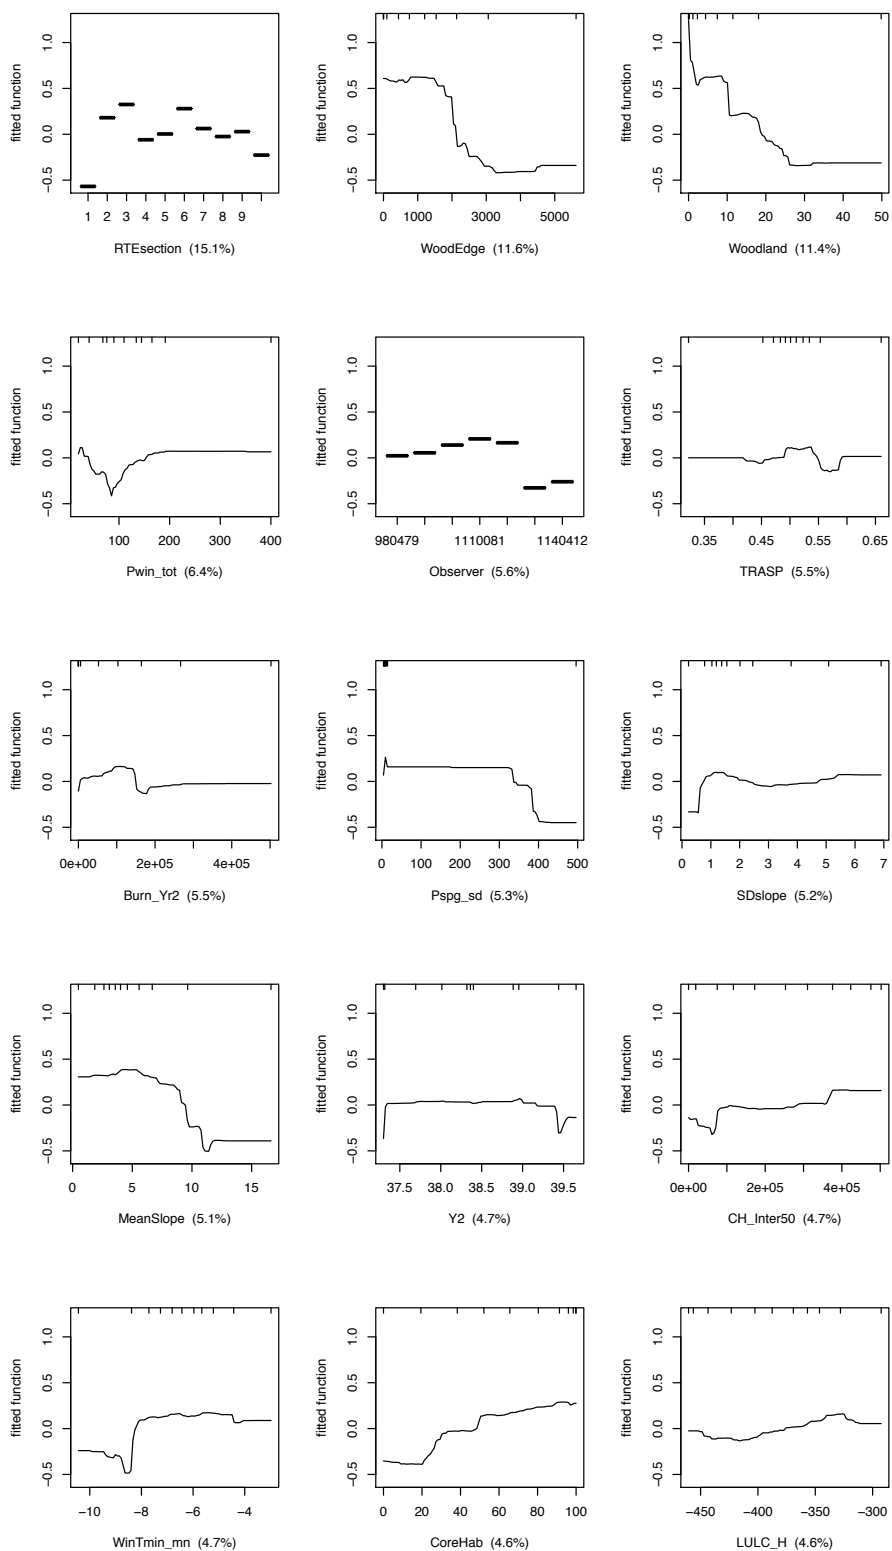 fitted function
−0.5 0.0 0.5 1.0
1 2 3 4 5 6 7 8 9
RTEsection (15.1%)
fitted function
−0.5 0.0 0.5 1.0
0 1000 3000 5000
WoodEdge (11.6%)
fitted function
−0.5 0.0 0.5 1.0
0 10 20 30 40 50
Woodland (11.4%)
fitted function
−0.5 0.0 0.5 1.0
100 200 300 400
Pwin_tot (6.4%)
fitted function
−0.5 0.0 0.5 1.0
980479 1110081 1140412
Observer (5.6%)
fitted function
−0.5 0.0 0.5 1.0
0.35 0.45 0.55 0.65
TRASP (5.5%)
fitted function
−0.5 0.0 0.5 1.0
0e+00 2e+05 4e+05
Burn_Yr2 (5.5%)
fitted function
−0.5 0.0 0.5 1.0
0 100 200 300 400 500
Pspg_sd (5.3%)
fitted function
−0.5 0.0 0.5 1.0
0 1 2 3 4 5 6 7
SDslope (5.2%)
fitted function
−0.5 0.0 0.5 1.0
0 5 10 15
MeanSlope (5.1%)
fitted function
−0.5 0.0 0.5 1.0
37.5 38.0 38.5 39.0 39.5
Y2 (4.7%)
fitted function
−0.5 0.0 0.5 1.0
0e+00 2e+05 4e+05
CH_Inter50 (4.7%)
fitted function
−0.5 0.0 0.5 1.0
−10 −8 −6 −4
WinTmin_mn (4.7%)
fitted function
−0.5 0.0 0.5 1.0
0 20 40 60 80 100
CoreHab (4.6%)
fitted function
−0.5 0.0 0.5 1.0
−450 −400 −350 −300
LULC_H (4.6%)